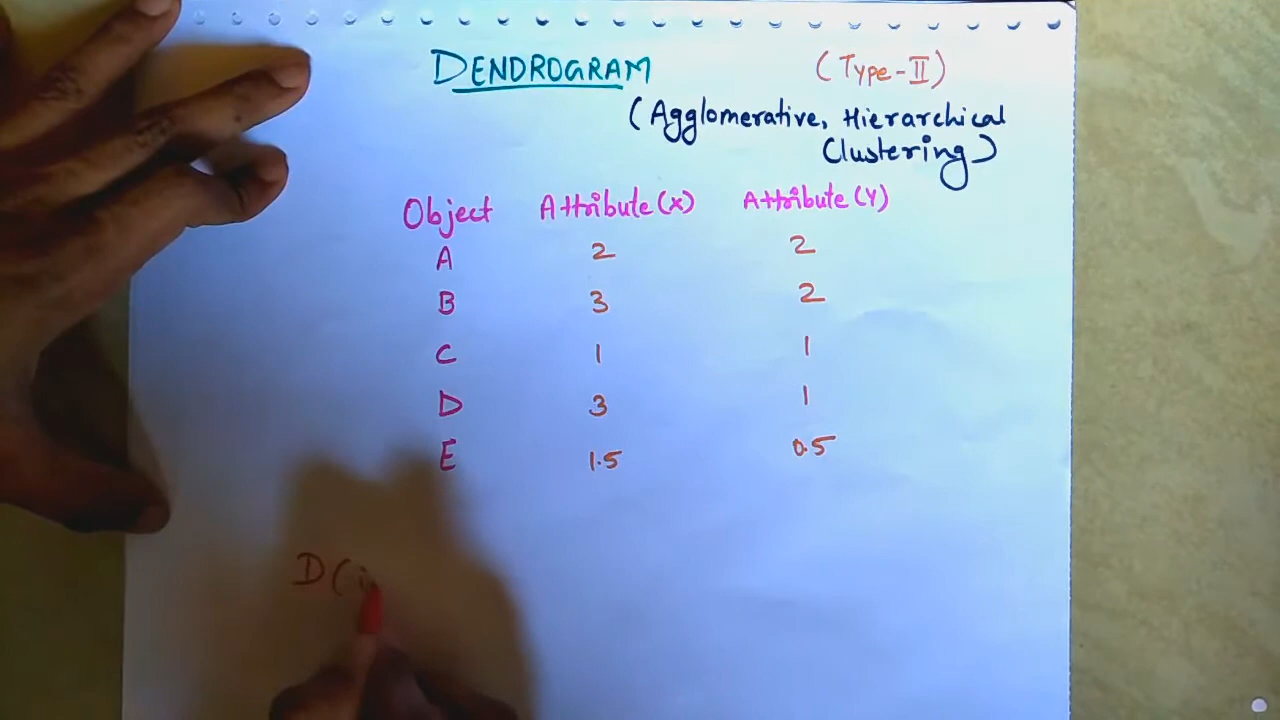 DENDROGRAM (Type-II)
(Agglomerative, Hierarchical
Clustering)
Object Attribute(X) Attribute(Y)
A 2 2
B 3 2
C 1 1
D 3 1
E 1.5 0.5
D(i